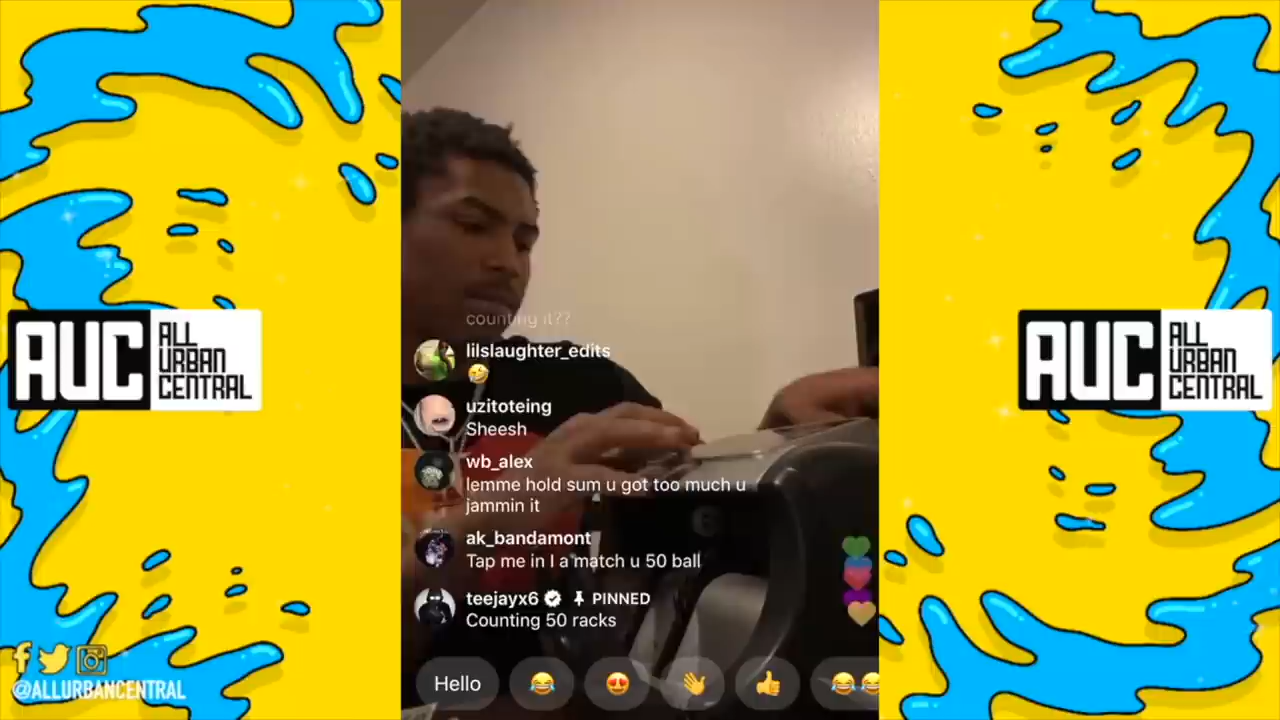 counting it??
lilslaughter_edits
🤣
uzitoteing
Sheesh
wb_alex
lemme hold sum u got too much u
jammin it
ak_bandamont
Tap me in I a match u 50 ball
teejayx6 PINNED
Counting 50 racks
Hello 😂 😍 👋 👍 😂😂
AUC ALL
URBAN
CENTRAL
AUC ALL
URBAN
CENTRAL
@ALLURBANCENTRAL